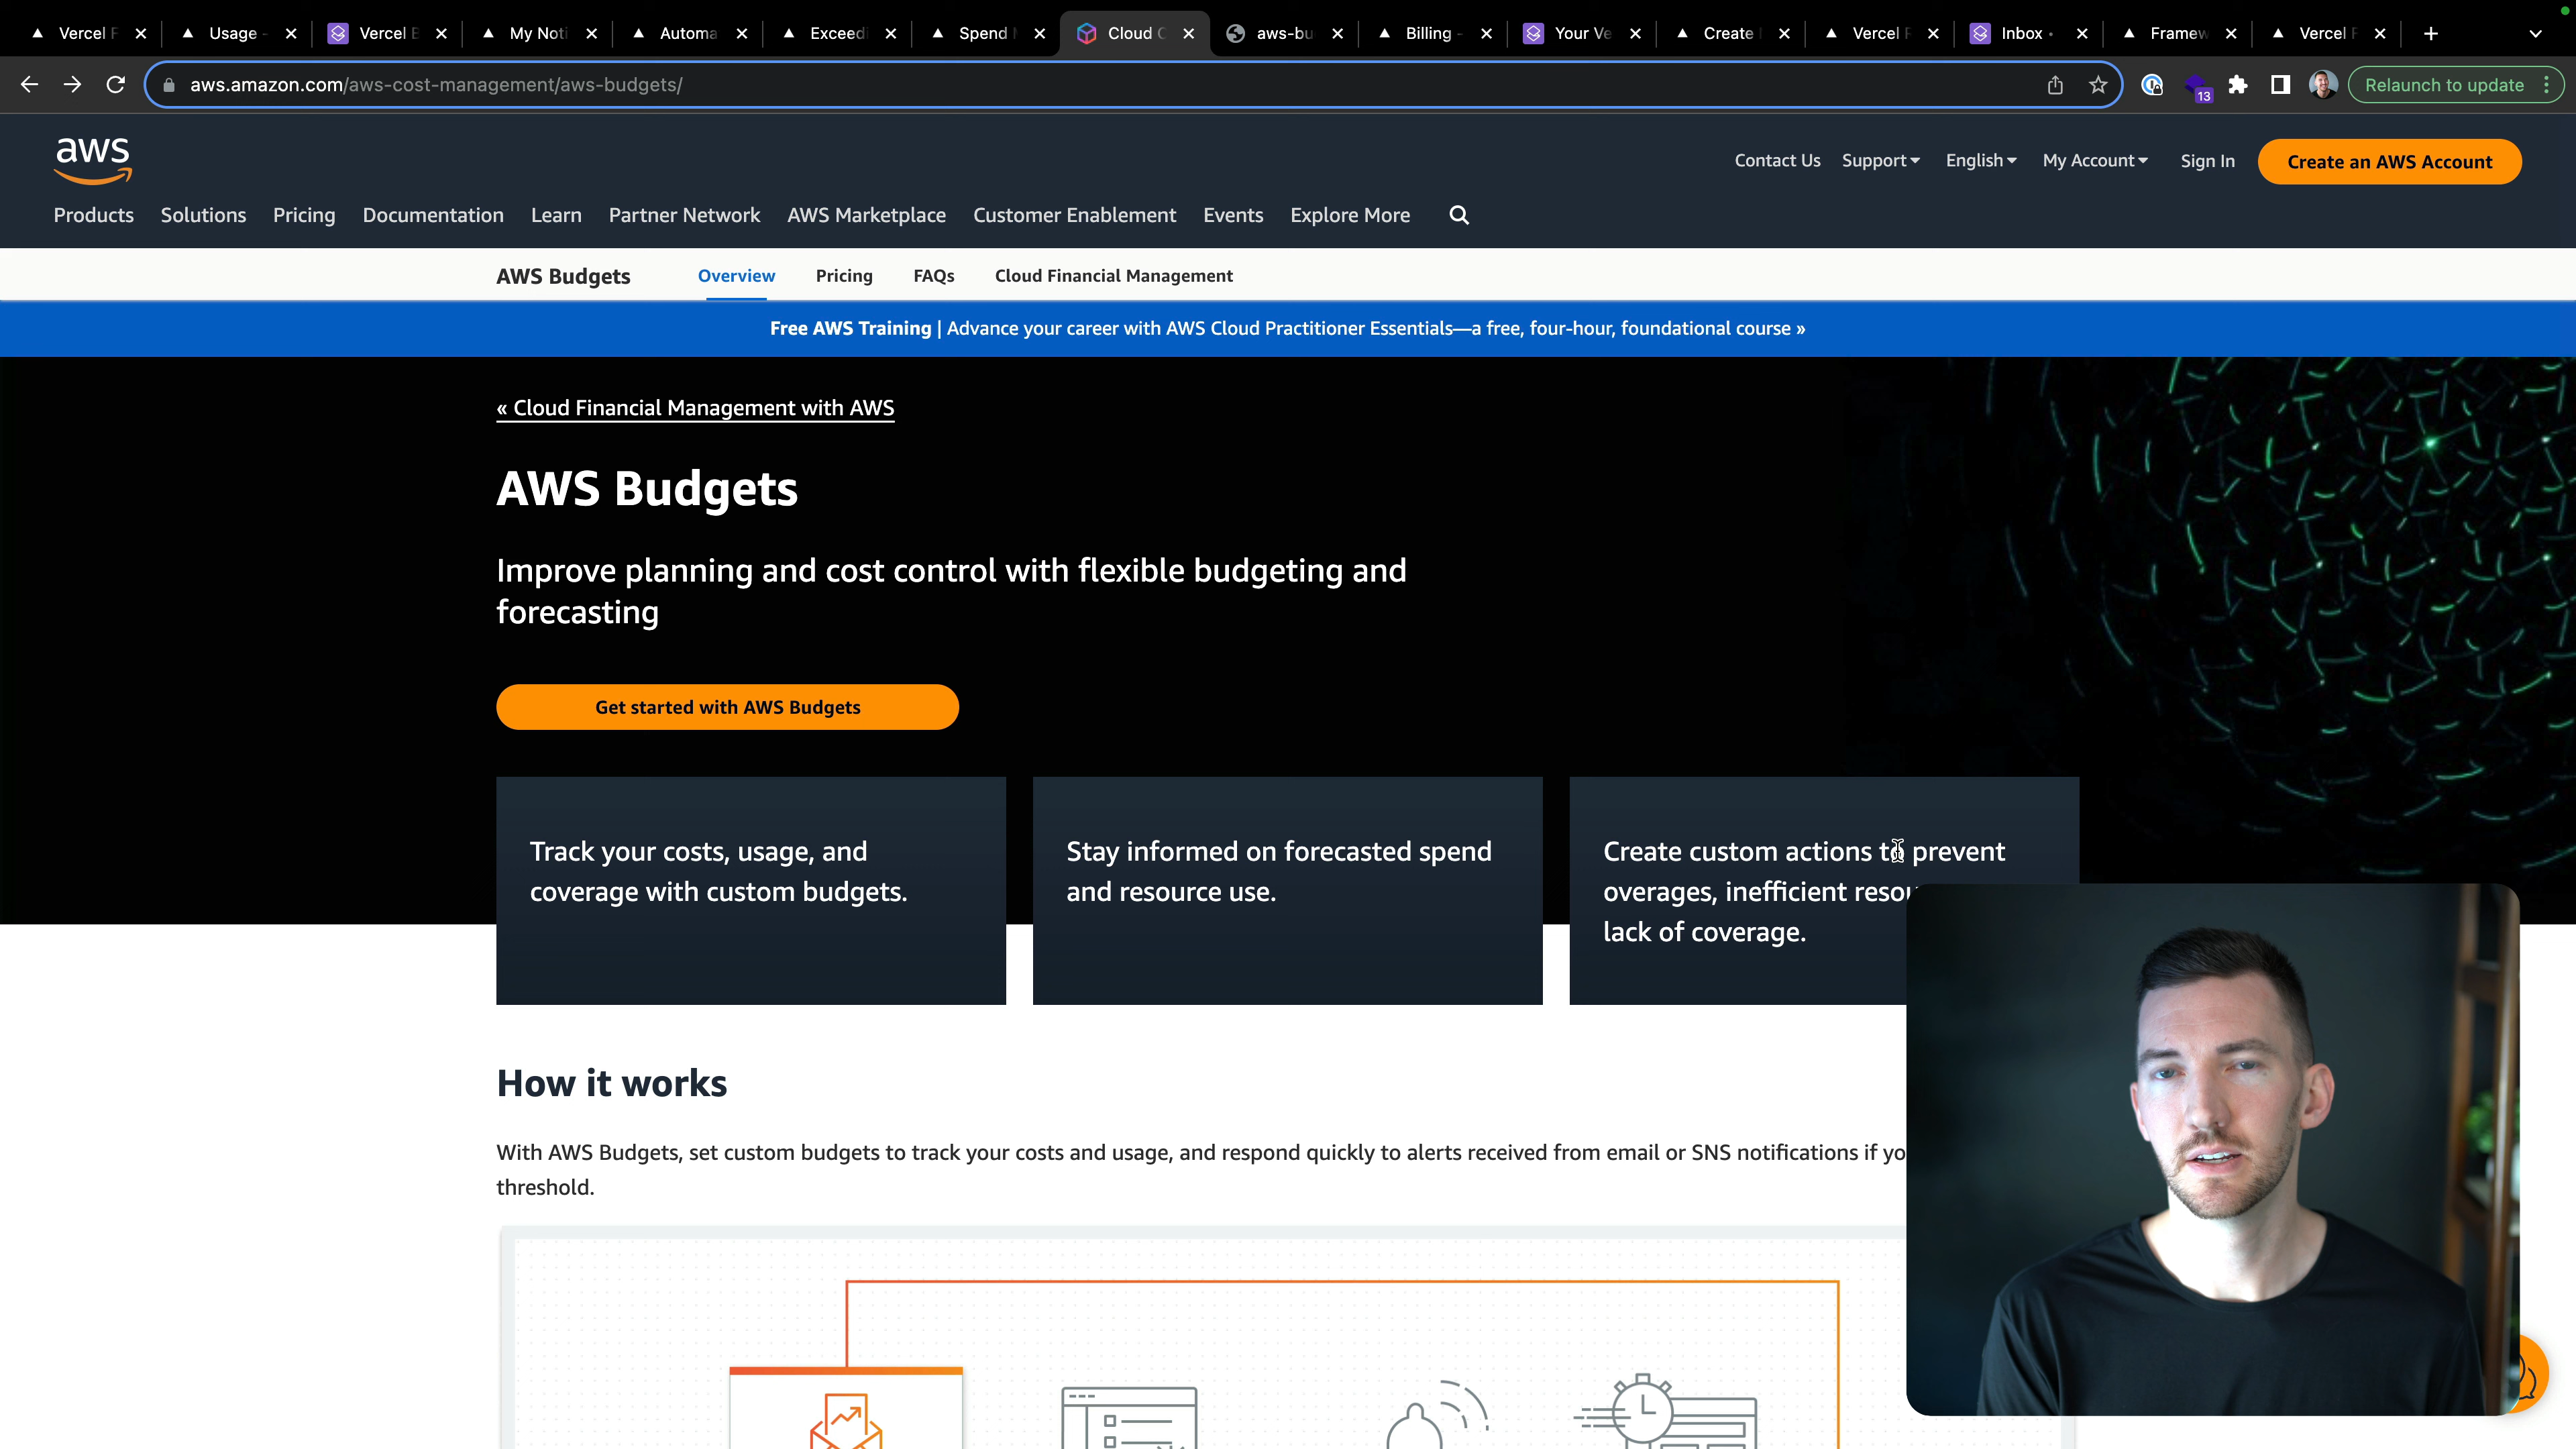 Vercel F
Usage -
Vercel E
My Noti
Automa
Exceedi
Spend
Cloud C
aws-bu
Billing -
Your Ve
Create
Vercel F
Inbox •
Framew
Vercel F
aws.amazon.com/aws-cost-management/aws-budgets/
13
Relaunch to update
aws
Contact Us
Support
English
My Account
Sign In
Create an AWS Account
Products
Solutions
Pricing
Documentation
Learn
Partner Network
AWS Marketplace
Customer Enablement
Events
Explore More
AWS Budgets
Overview
Pricing
FAQs
Cloud Financial Management
Free AWS Training | Advance your career with AWS Cloud Practitioner Essentials—a free, four-hour, foundational course »
« Cloud Financial Management with AWS
AWS Budgets
Improve planning and cost control with flexible budgeting and
forecasting
Get started with AWS Budgets
Track your costs, usage, and
coverage with custom budgets.
Stay informed on forecasted spend
and resource use.
Create custom actions to prevent
overages, inefficient resou
lack of coverage.
How it works
With AWS Budgets, set custom budgets to track your costs and usage, and respond quickly to alerts received from email or SNS notifications if yo
threshold.